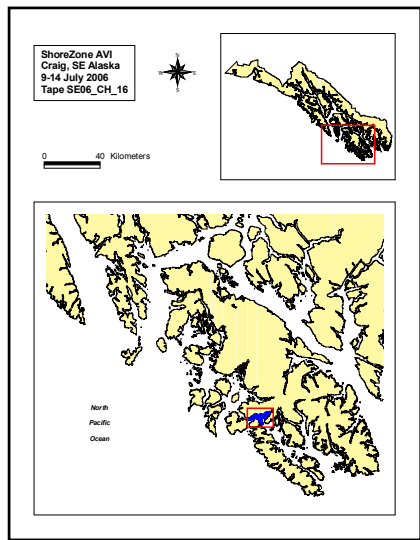 ShoreZone AVI
Craig, SE Alaska
9-14 July 2006
Tape SE06_CH_16
N
W E
S
0 40 Kilometers
North
Pacific
Ocean